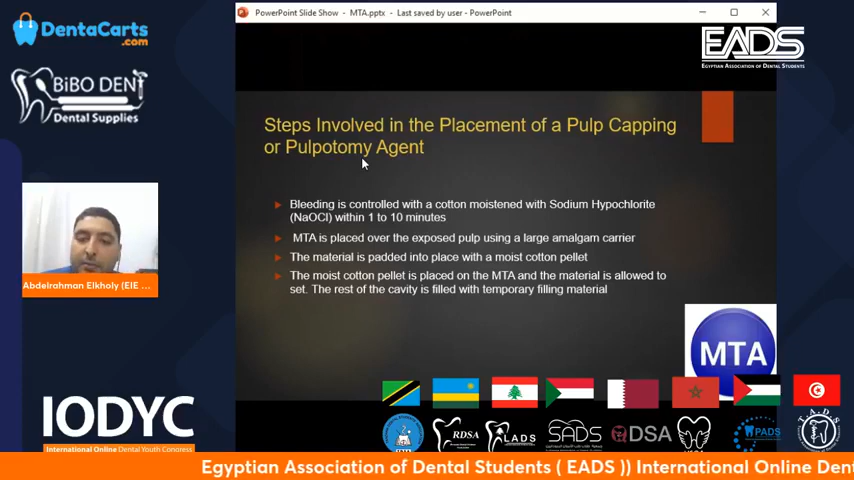 PowerPoint Slide Show - MTA.pptx - Last saved by user - PowerPoint
DentaCarts
.com
BiBO DENT
Dental Supplies
EADS
EGYPTIAN ASSOCIATION OF DENTAL STUDENTS
Steps Involved in the Placement of a Pulp Capping
or Pulpotomy Agent
Bleeding is controlled with a cotton moistened with Sodium Hypochlorite
(NaOCl) within 1 to 10 minutes
MTA is placed over the exposed pulp using a large amalgam carrier
The material is padded into place with a moist cotton pellet
The moist cotton pellet is placed on the MTA and the material is allowed to
set. The rest of the cavity is filled with temporary filling material
Abdelrahman Elkholy (EIE ...
MTA
IODYC
International Online Dental Youth Congress
RDSA
LADS
SADS
QDSA
PADS
Egyptian Association of Dental Students ( EADS )) International Online Den